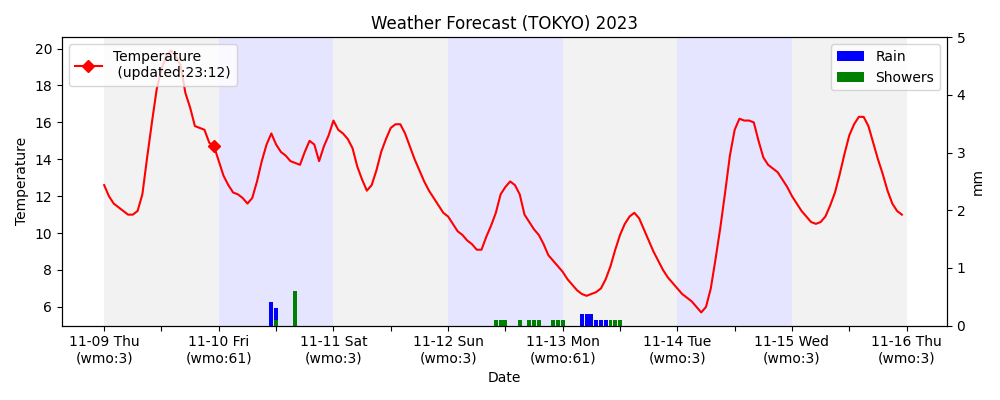 Weather Forecast (TOKYO) 2023
Temperature
(updated:23:12)
Rain
Showers
Temperature
20
18
16
14
12
10
8
6
5
4
3
2
1
0
mm
11-09 Thu
(wmo:3)
11-10 Fri
(wmo:61)
11-11 Sat
(wmo:3)
11-12 Sun
(wmo:3)
11-13 Mon
(wmo:61)
11-14 Tue
(wmo:3)
11-15 Wed
(wmo:3)
11-16 Thu
(wmo:3)
Date